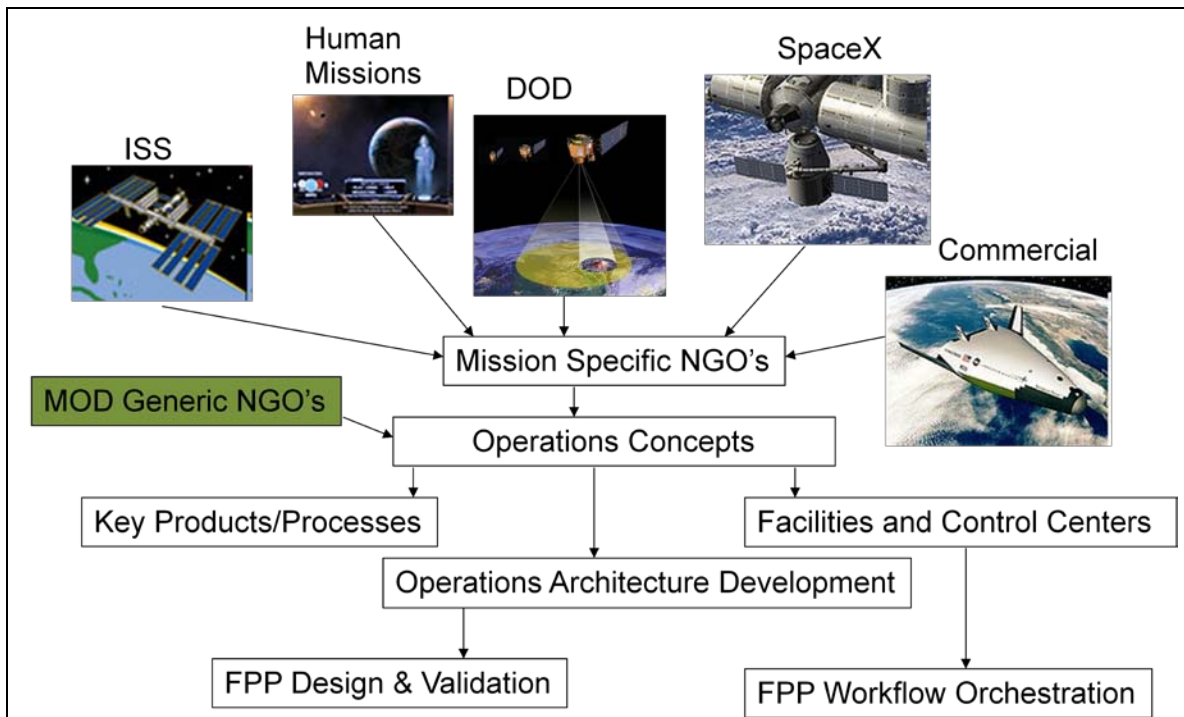 Human
Missions
SpaceX
DOD
ISS
Commercial
Mission Specific NGO's
MOD Generic NGO's
Operations Concepts
Key Products/Processes
Facilities and Control Centers
Operations Architecture Development
FPP Design & Validation
FPP Workflow Orchestration